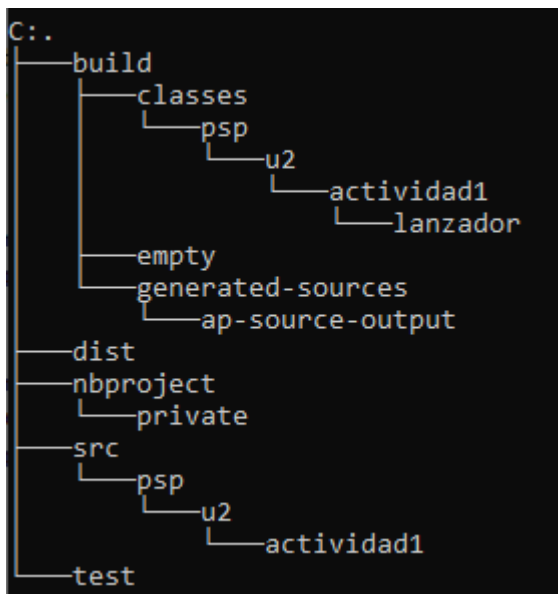 C:.
├───build
│   ├───classes
│   │   └───psp
│   │       └───u2
│   │           └───actividad1
│   │               └───lanzador
│   ├───empty
│   └───generated-sources
│       └───ap-source-output
├───dist
├───nbproject
│   └───private
├───src
│   └───psp
│       └───u2
│           └───actividad1
└───test